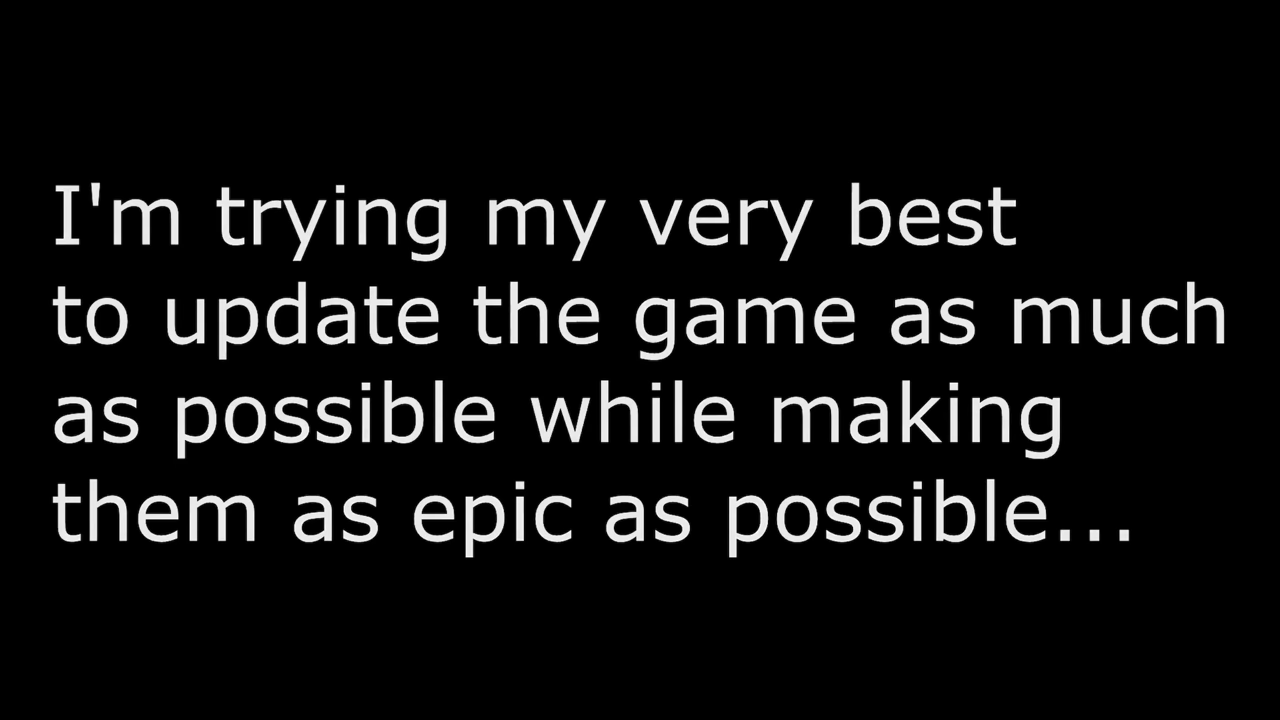 I'm trying my very best
to update the game as much
as possible while making
them as epic as possible...